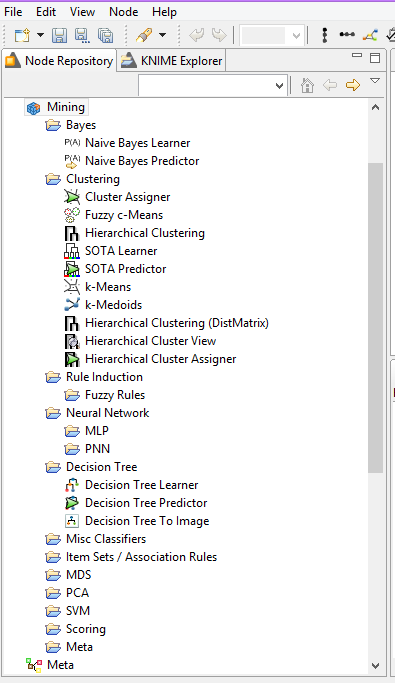 File Edit View Node Help
Node Repository KNIME Explorer
Mining
Bayes
P(A) Naive Bayes Learner
P(A) Naive Bayes Predictor
Clustering
Cluster Assigner
Fuzzy c-Means
Hierarchical Clustering
SOTA Learner
SOTA Predictor
k-Means
k-Medoids
Hierarchical Clustering (DistMatrix)
Hierarchical Cluster View
Hierarchical Cluster Assigner
Rule Induction
Fuzzy Rules
Neural Network
MLP
PNN
Decision Tree
Decision Tree Learner
Decision Tree Predictor
Decision Tree To Image
Misc Classifiers
Item Sets / Association Rules
MDS
PCA
SVM
Scoring
Meta
Meta